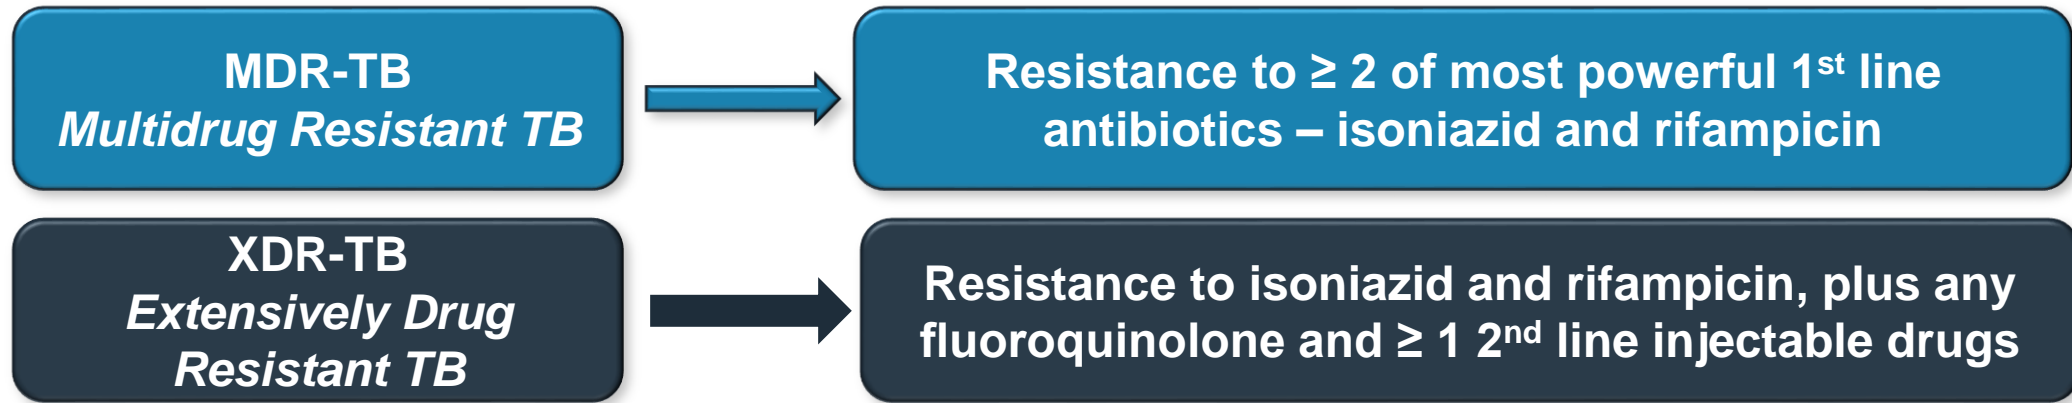 MDR-TB
Multidrug Resistant TB
Resistance to ≥ 2 of most powerful 1st line
antibiotics – isoniazid and rifampicin
XDR-TB
Extensively Drug
Resistant TB
Resistance to isoniazid and rifampicin, plus any
fluoroquinolone and ≥ 1 2nd line injectable drugs